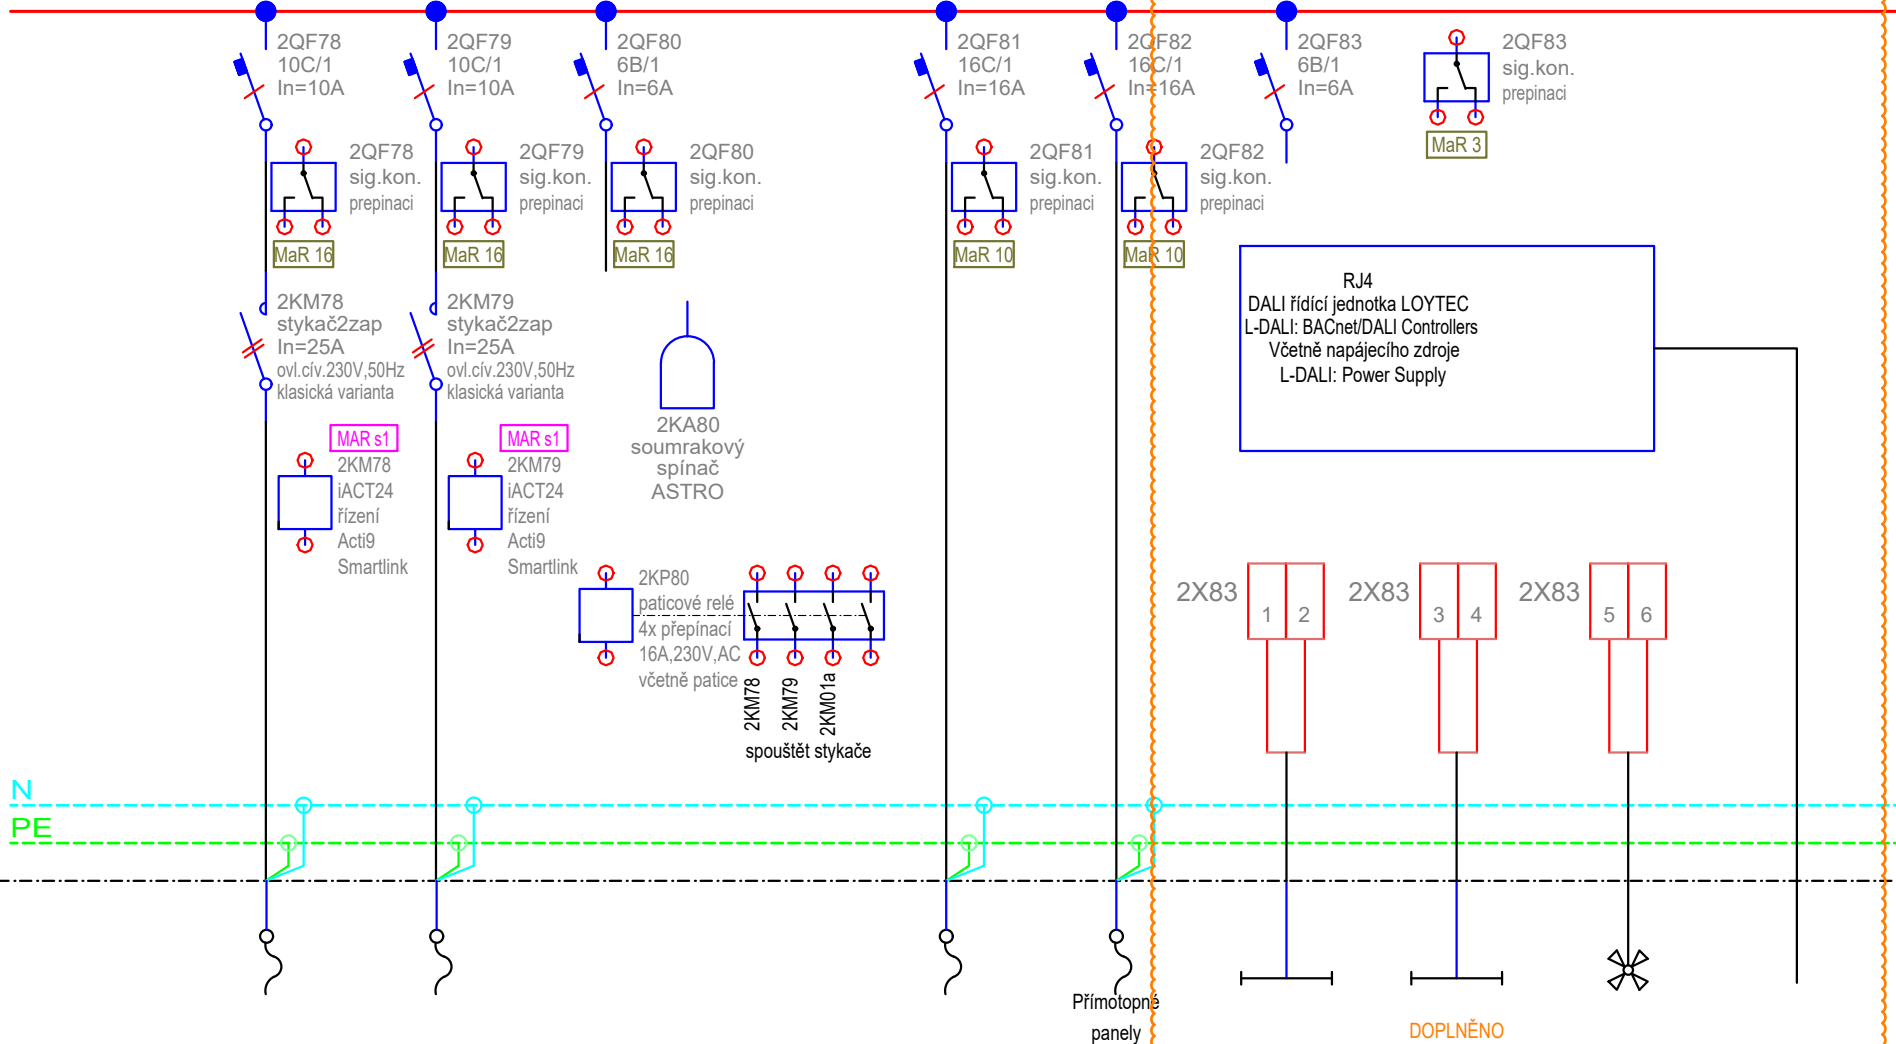 2QF78
10C/1
In=10A
2QF79
10C/1
In=10A
2QF80
6B/1
In=6A
2QF81
16C/1
In=16A
2QF82
16C/1
In=16A
2QF83
6B/1
In=6A
2QF83
sig.kon.
prepinaci
MaR 3
2QF78
sig.kon.
prepinaci
MaR 16
2QF79
sig.kon.
prepinaci
MaR 16
2QF80
sig.kon.
prepinaci
MaR 16
2QF81
sig.kon.
prepinaci
MaR 10
2QF82
sig.kon.
prepinaci
MaR 10
2KM78
stykač2zap
In=25A
ovl.cív.230V,50Hz
klasická varianta
2KM79
stykač2zap
In=25A
ovl.cív.230V,50Hz
klasická varianta
RJ4
DALI řídící jednotka LOYTEC
L-DALI: BACnet/DALI Controllers
Včetně napájecího zdroje
L-DALI: Power Supply
MAR s1
2KM78
iACT24
řízení
Acti9
Smartlink
MAR s1
2KM79
iACT24
řízení
Acti9
Smartlink
2KA80
soumrakový
spínač
ASTRO
2KP80
paticové relé
4x přepínací
16A,230V,AC
včetně patice
2KM78
2KM79
2KM01a
spouštět stykače
2X83
1 2
2X83
3 4
2X83
5 6
N
PE
Přímotopné
panely
DOPLNĚNO